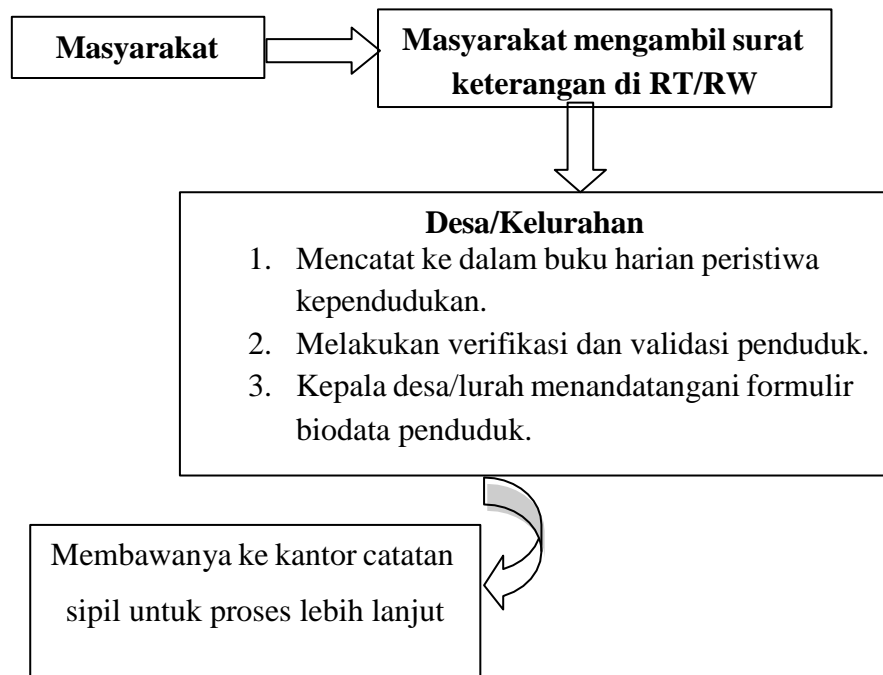 Masyarakat
Masyarakat mengambil surat
keterangan di RT/RW
Desa/Kelurahan
1. Mencatat ke dalam buku harian peristiwa
kependudukan.
2. Melakukan verifikasi dan validasi penduduk.
3. Kepala desa/lurah menandatangani formulir
biodata penduduk.
Membawanya ke kantor catatan
sipil untuk proses lebih lanjut